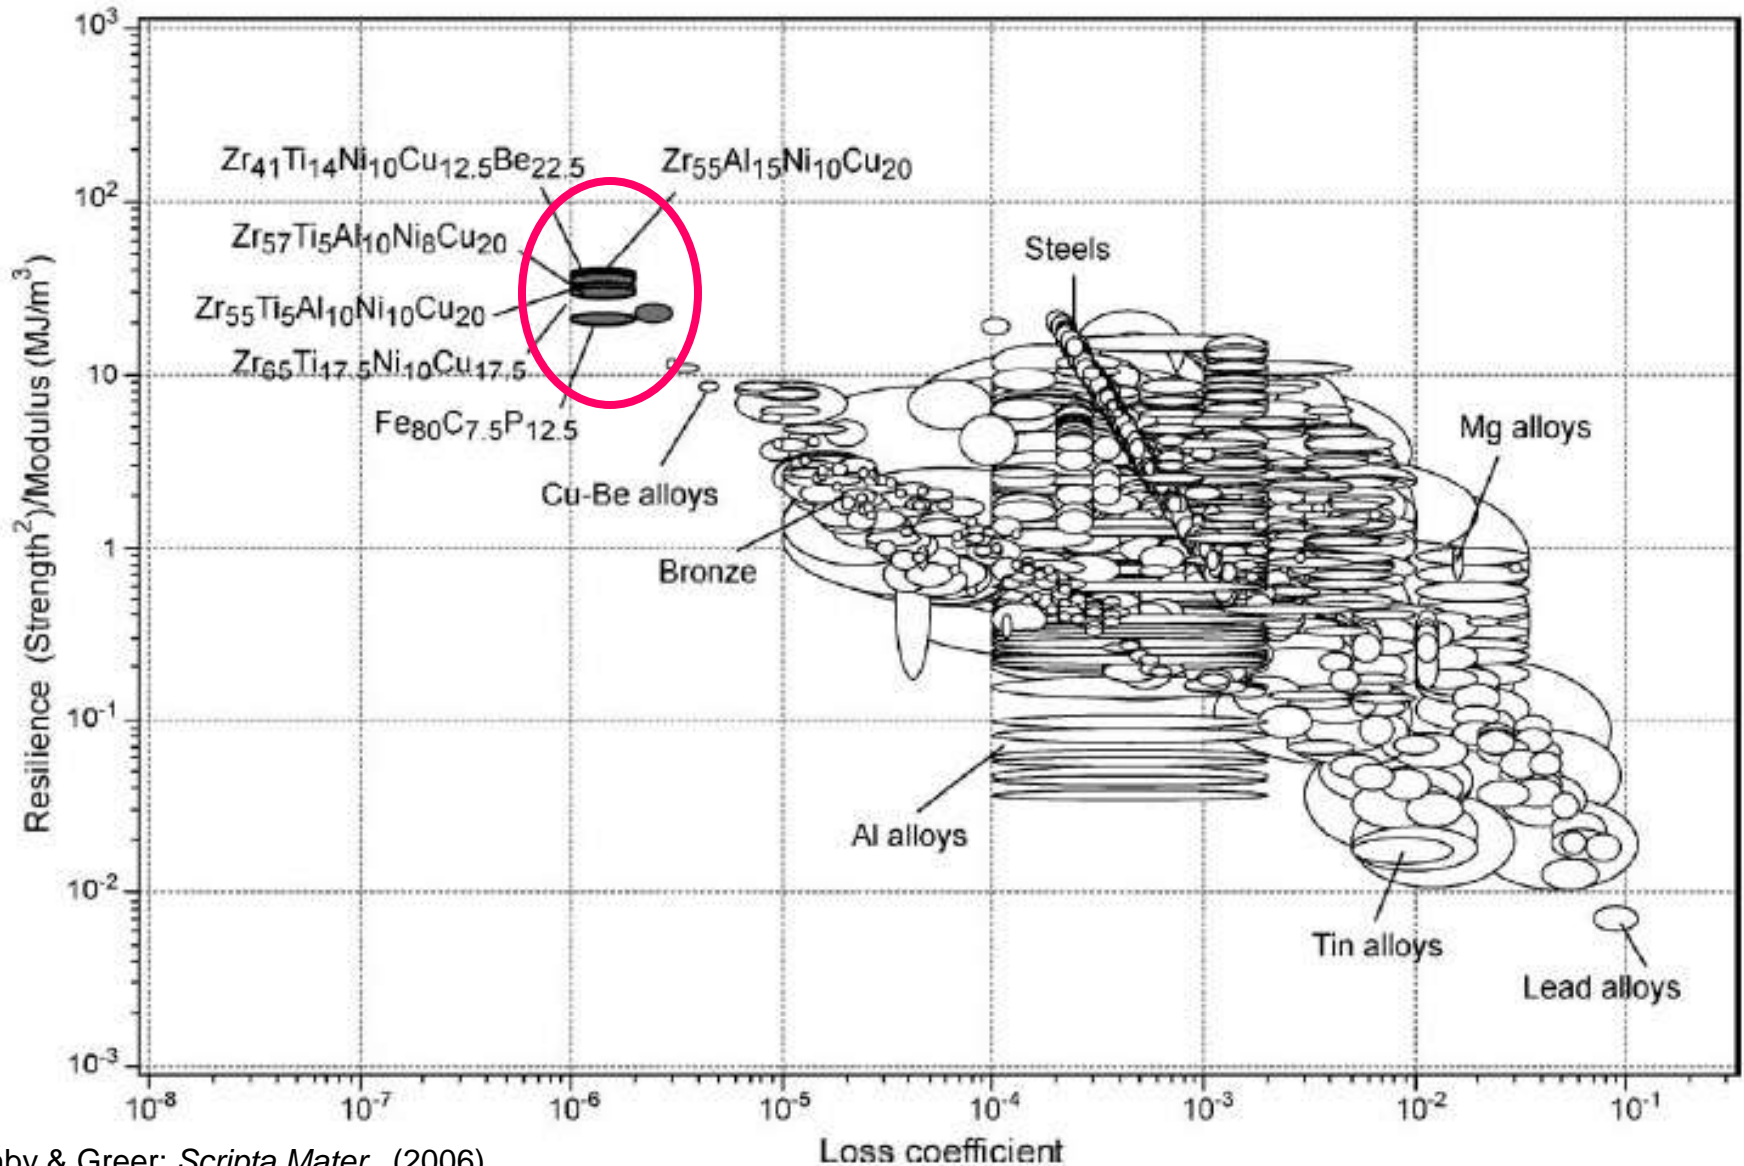 Resilience (Strength²)/Modulus (MJ/m³)
10³
10²
10
1
10⁻¹
10⁻²
10⁻³
Zr₄₁Ti₁₄Ni₁₀Cu₁₂.₅Be₂₂.₅
Zr₅₅Al₁₅Ni₁₀Cu₂₀
Zr₅₇Ti₅Al₁₀Ni₈Cu₂₀
Zr₅₅Ti₅Al₁₀Ni₁₀Cu₂₀
Zr₆₅Ti₁₇.₅Ni₁₀Cu₁₇.₅
Fe₈₀C₇.₅P₁₂.₅
Steels
Mg alloys
Cu-Be alloys
Bronze
Al alloys
Tin alloys
Lead alloys
10⁻⁸ 10⁻⁷ 10⁻⁶ 10⁻⁵ 10⁻⁴ 10⁻³ 10⁻² 10⁻¹
Loss coefficient
& Greer: Scripta Mater., (2006)